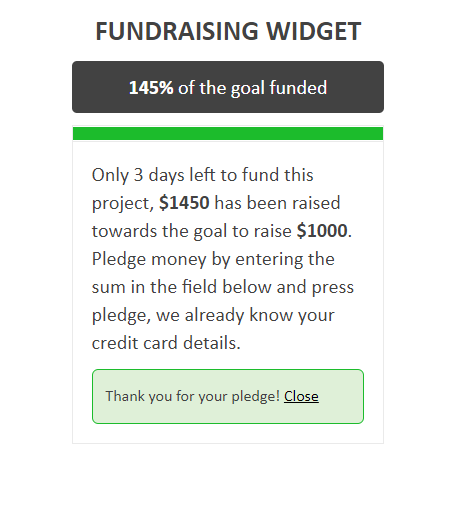 FUNDRAISING WIDGET
145% of the goal funded
Only 3 days left to fund this
project, $1450 has been raised
towards the goal to raise $1000.
Pledge money by entering the
sum in the field below and press
pledge, we already know your
credit card details.
Thank you for your pledge! Close